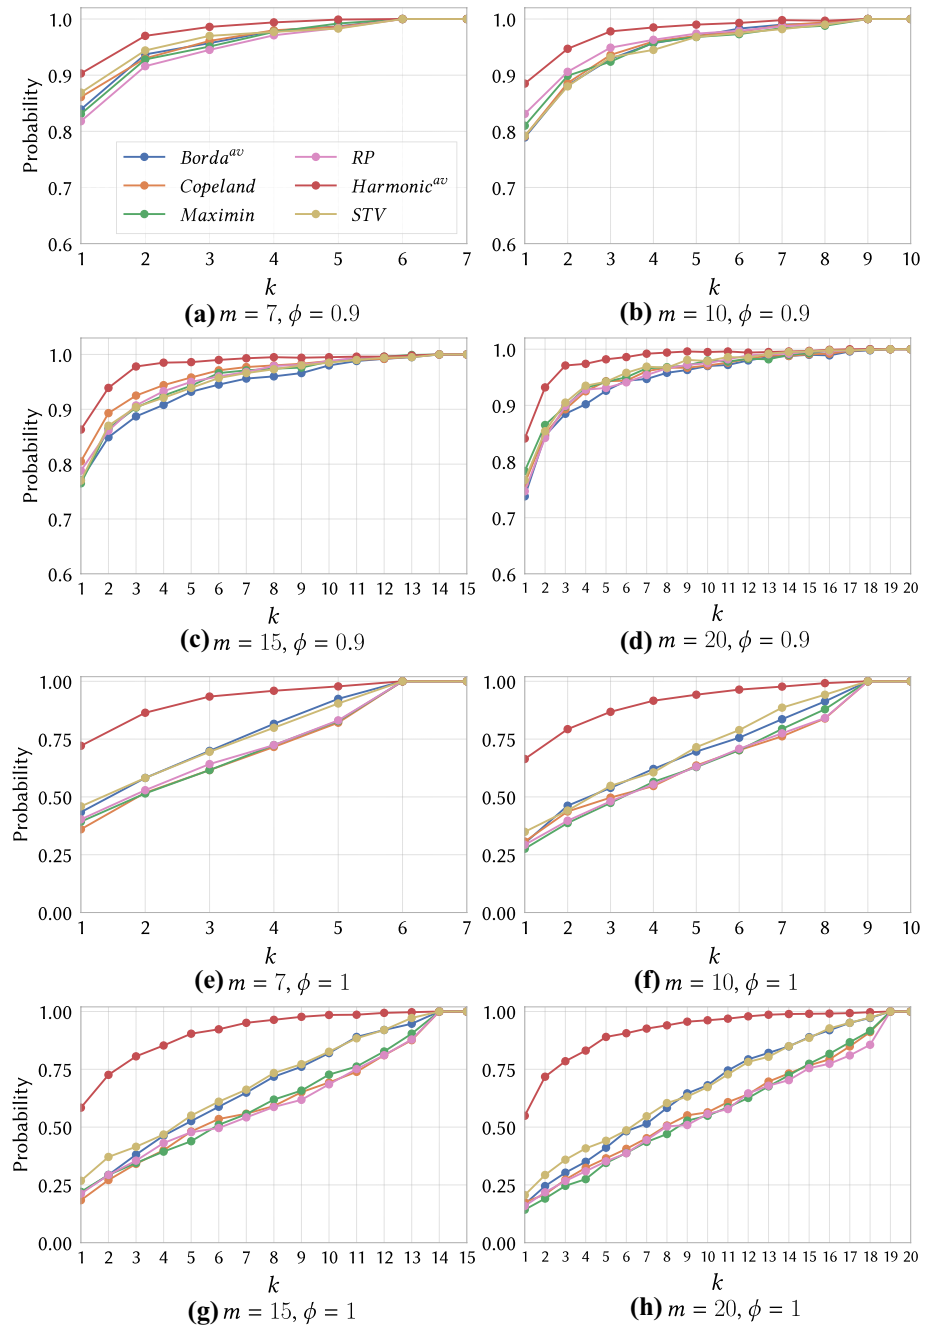 1.0
0.9
0.8
0.7
0.6
Probability
Borda^av
Copeland
Maximin
RP
Harmonic^av
STV
1 2 3 4 5 6 7
k
(a) m = 7, ϕ = 0.9
1.0
0.9
0.8
0.7
0.6
1 2 3 4 5 6 7 8 9 10
k
(b) m = 10, ϕ = 0.9
1.0
0.9
0.8
0.7
0.6
Probability
1 2 3 4 5 6 7 8 9 10 11 12 13 14 15
k
(c) m = 15, ϕ = 0.9
1.0
0.9
0.8
0.7
0.6
1 2 3 4 5 6 7 8 9 10 11 12 13 14 15 16 17 18 19 20
k
(d) m = 20, ϕ = 0.9
1.00
0.75
0.50
0.25
0.00
Probability
1 2 3 4 5 6 7
k
(e) m = 7, ϕ = 1
1.00
0.75
0.50
0.25
0.00
1 2 3 4 5 6 7 8 9 10
k
(f) m = 10, ϕ = 1
1.00
0.75
0.50
0.25
0.00
Probability
1 2 3 4 5 6 7 8 9 10 11 12 13 14 15
k
(g) m = 15, ϕ = 1
1.00
0.75
0.50
0.25
0.00
1 2 3 4 5 6 7 8 9 10 11 12 13 14 15 16 17 18 19 20
k
(h) m = 20, ϕ = 1